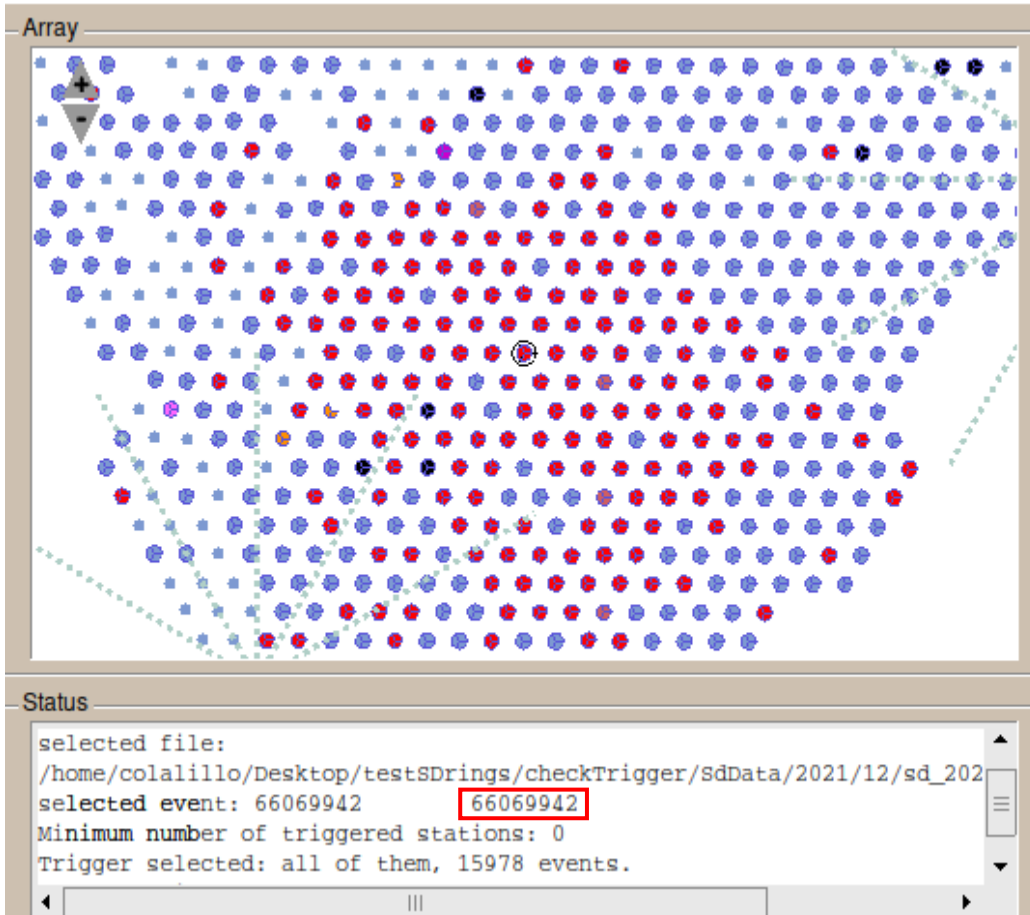 Array
+
-
Status
selected file:
/home/colalillo/Desktop/testSDrings/checkTrigger/SdData/2021/12/sd_202
selected event: 66069942 66069942
Minimum number of triggered stations: 0
Trigger selected: all of them, 15978 events.